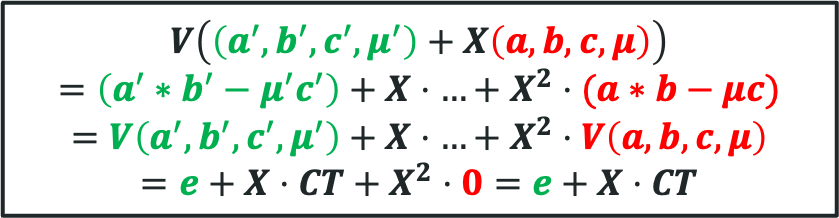 V((a′, b′, c′, μ′) + X(a, b, c, μ))
= (a′ * b′ − μ′c′) + X · ... + X² · (a * b − μc)
= V(a′, b′, c′, μ′) + X · ... + X² · V(a, b, c, μ)
= e + X · CT + X² · 0 = e + X · CT